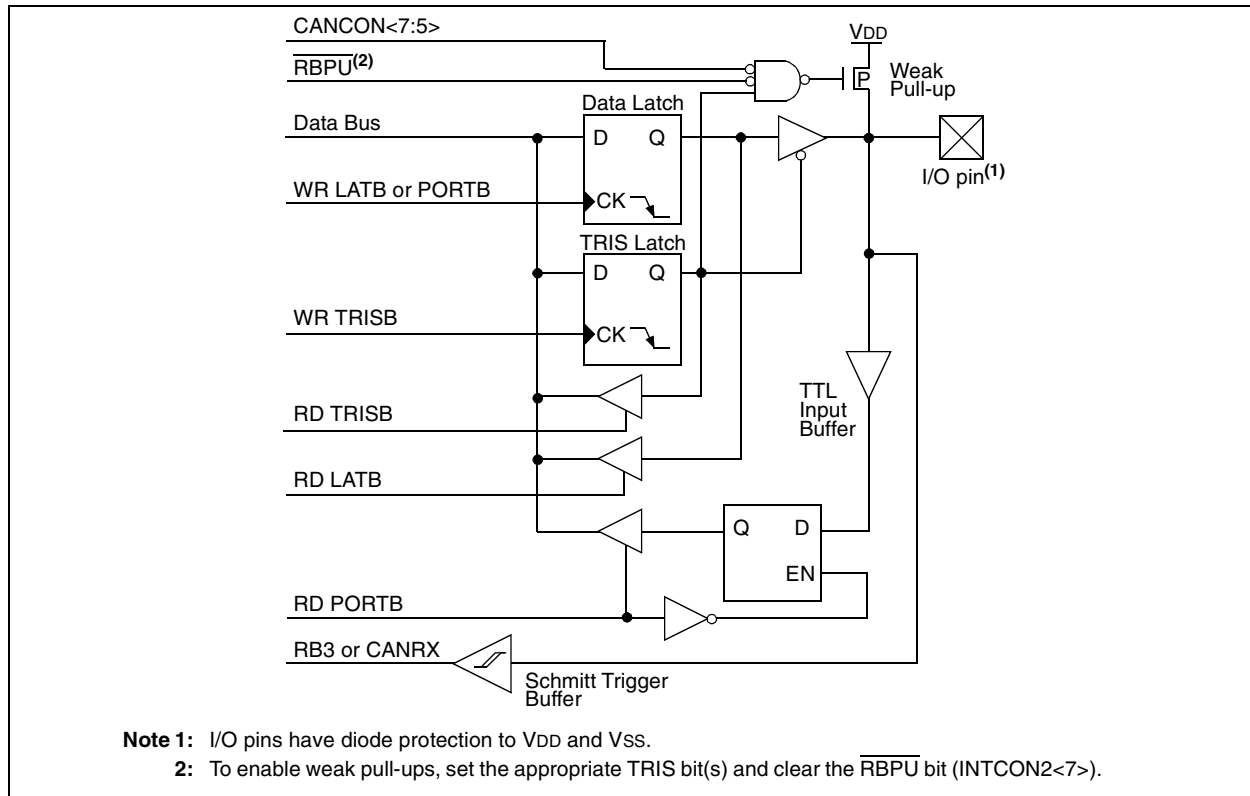 CANCON<7:5>
VDD
RBPU(2)
P
Weak
Pull-up
Data Latch
Data Bus
D Q
I/O pin(1)
WR LATB or PORTB
CK
TRIS Latch
D Q
WR TRISB
CK
TTL
Input
Buffer
RD TRISB
RD LATB
Q D
EN
RD PORTB
RB3 or CANRX
Schmitt Trigger
Buffer
Note 1: I/O pins have diode protection to VDD and VSS.
2: To enable weak pull-ups, set the appropriate TRIS bit(s) and clear the RBPU bit (INTCON2<7>).